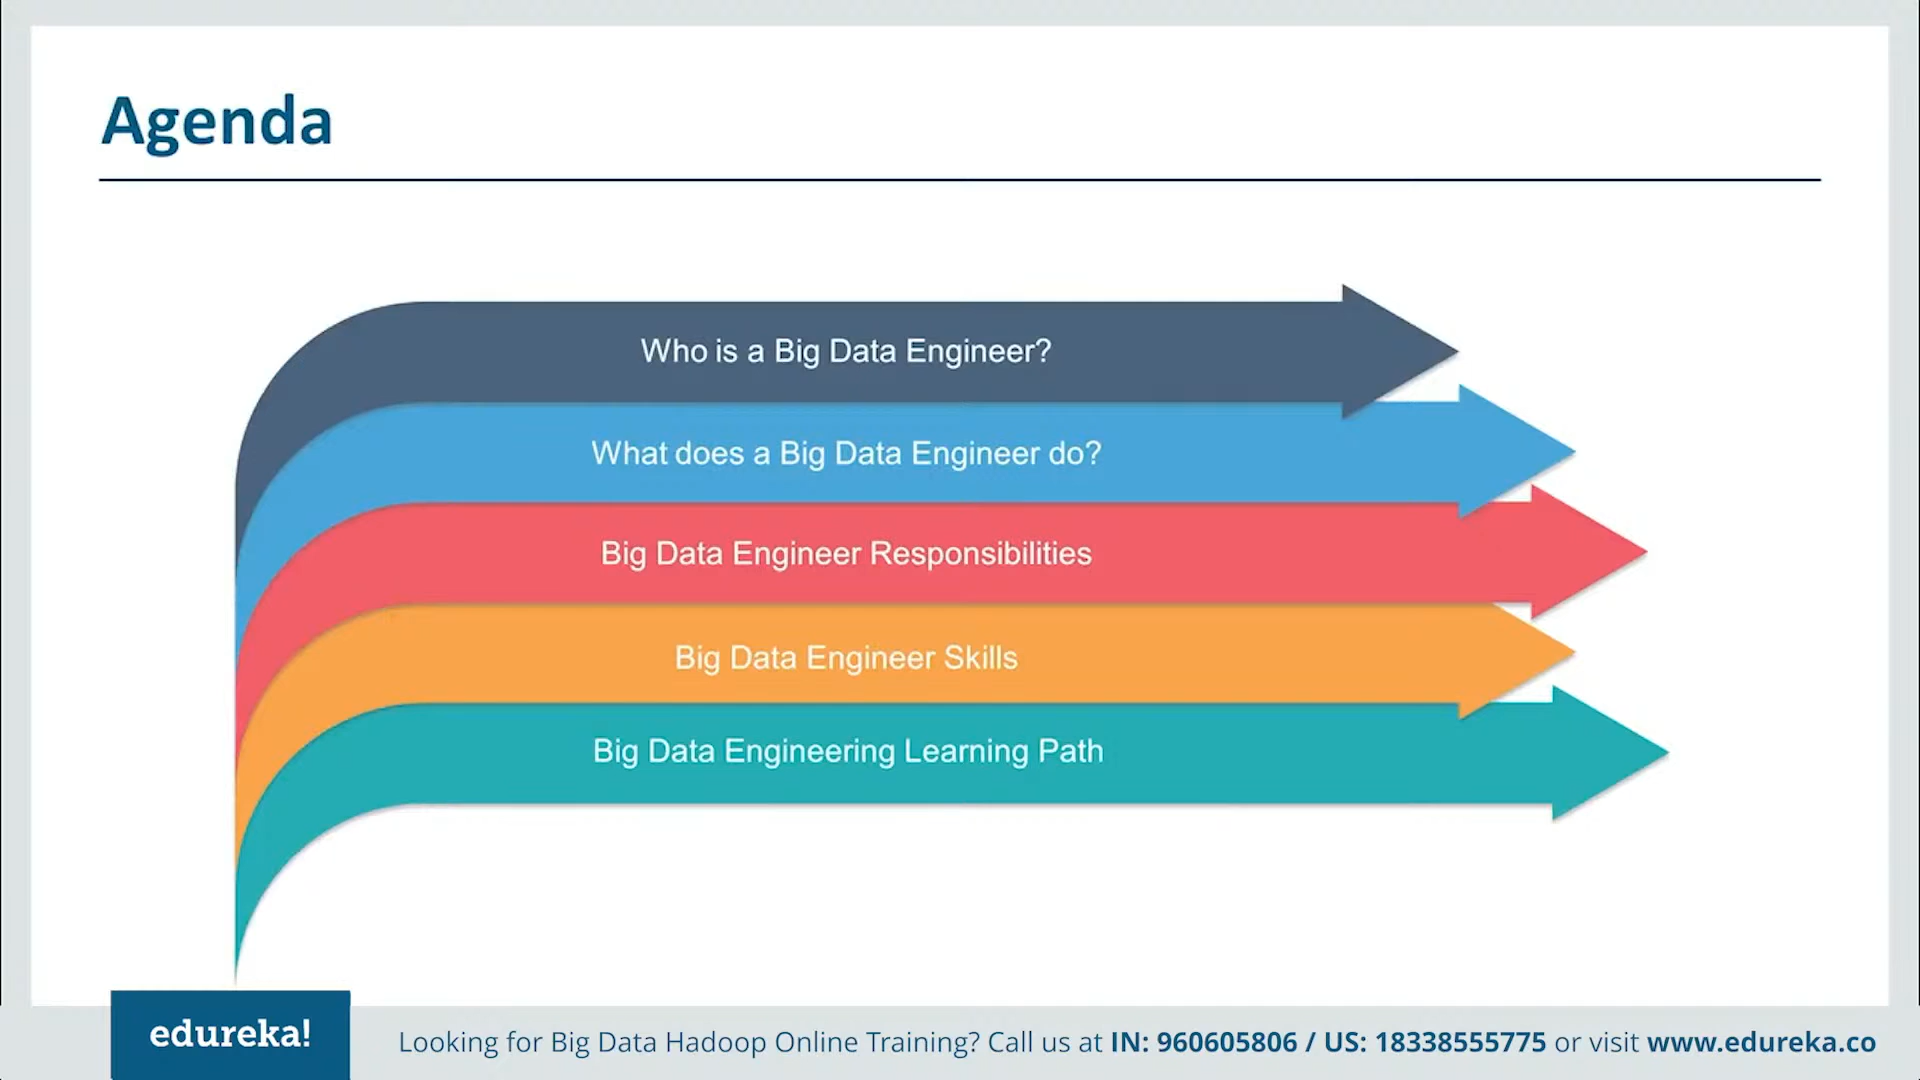 Agenda
Who is a Big Data Engineer?
What does a Big Data Engineer do?
Big Data Engineer Responsibilities
Big Data Engineer Skills
Big Data Engineering Learning Path
edureka!
Looking for Big Data Hadoop Online Training? Call us at IN: 960605806 / US: 18338555775 or visit www.edureka.co